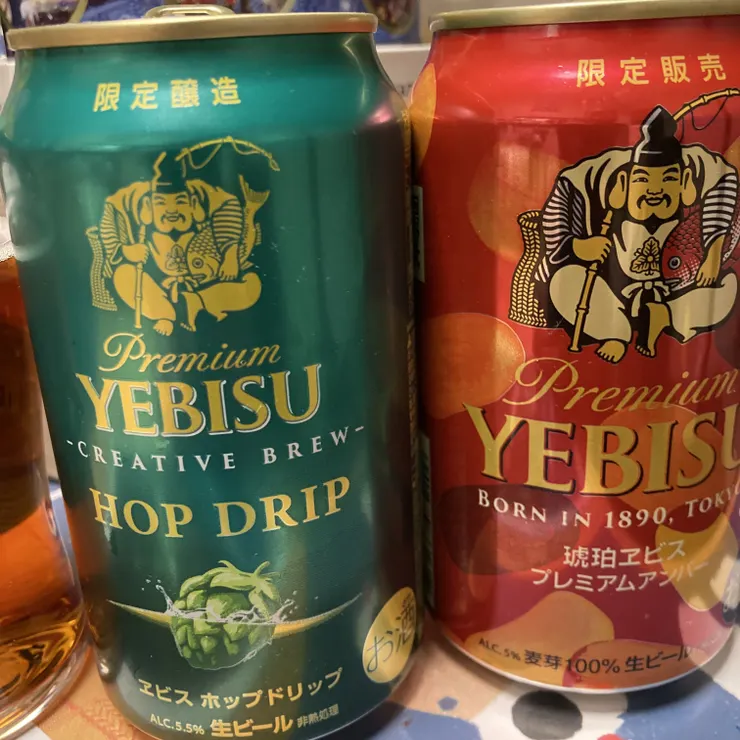 限定醸造
Premium
YEBISU
-CREATIVE BREW-
HOP DRIP
お酒
ヱビス ホップドリップ
ALC.5.5% 生ビール 非熱処理
限定販売
Premium
YEBISU
BORN IN 1890, TOKY
琥珀ヱビス
プレミアムアンバー
ALC.5% 麦芽100% 生ビール